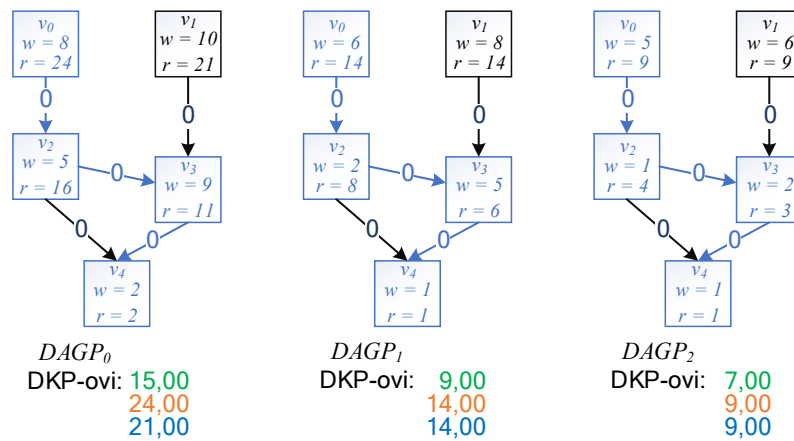 v0
w = 8
r = 24
v1
w = 10
r = 21
0
0
v2
w = 5
r = 16
0
v3
w = 9
r = 11
0
0
v4
w = 2
r = 2
DAGP0
DKP-ovi: 15,00
24,00
21,00
v0
w = 6
r = 14
v1
w = 8
r = 14
0
0
v2
w = 2
r = 8
0
v3
w = 5
r = 6
0
0
v4
w = 1
r = 1
DAGP1
DKP-ovi: 9,00
14,00
14,00
v0
w = 5
r = 9
v1
w = 6
r = 9
0
0
v2
w = 1
r = 4
0
v3
w = 2
r = 3
0
0
v4
w = 1
r = 1
DAGP2
DKP-ovi: 7,00
9,00
9,00